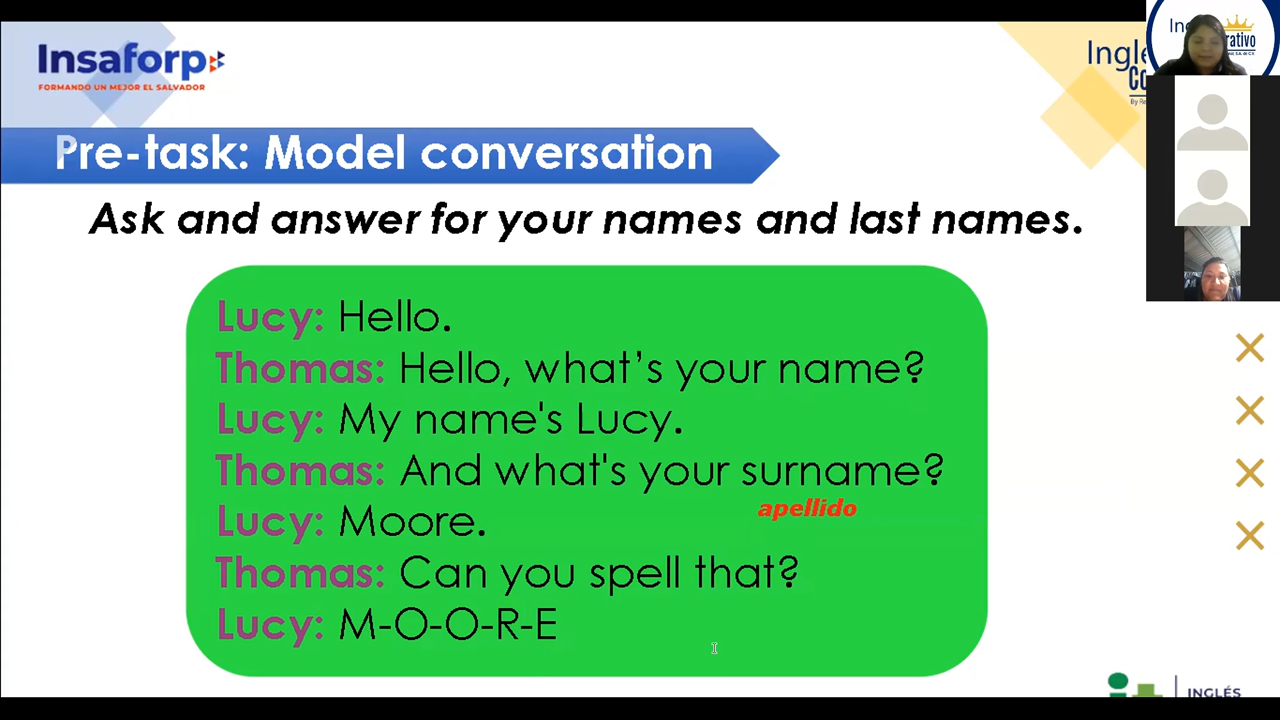 Insaforp
FORMANDO UN MEJOR EL SALVADOR
Pre-task: Model conversation
Ask and answer for your names and last names.
Lucy: Hello.
Thomas: Hello, what’s your name?
Lucy: My name's Lucy.
Thomas: And what's your surname?
apellido
Lucy: Moore.
Thomas: Can you spell that?
Lucy: M-O-O-R-E
INGLÉS